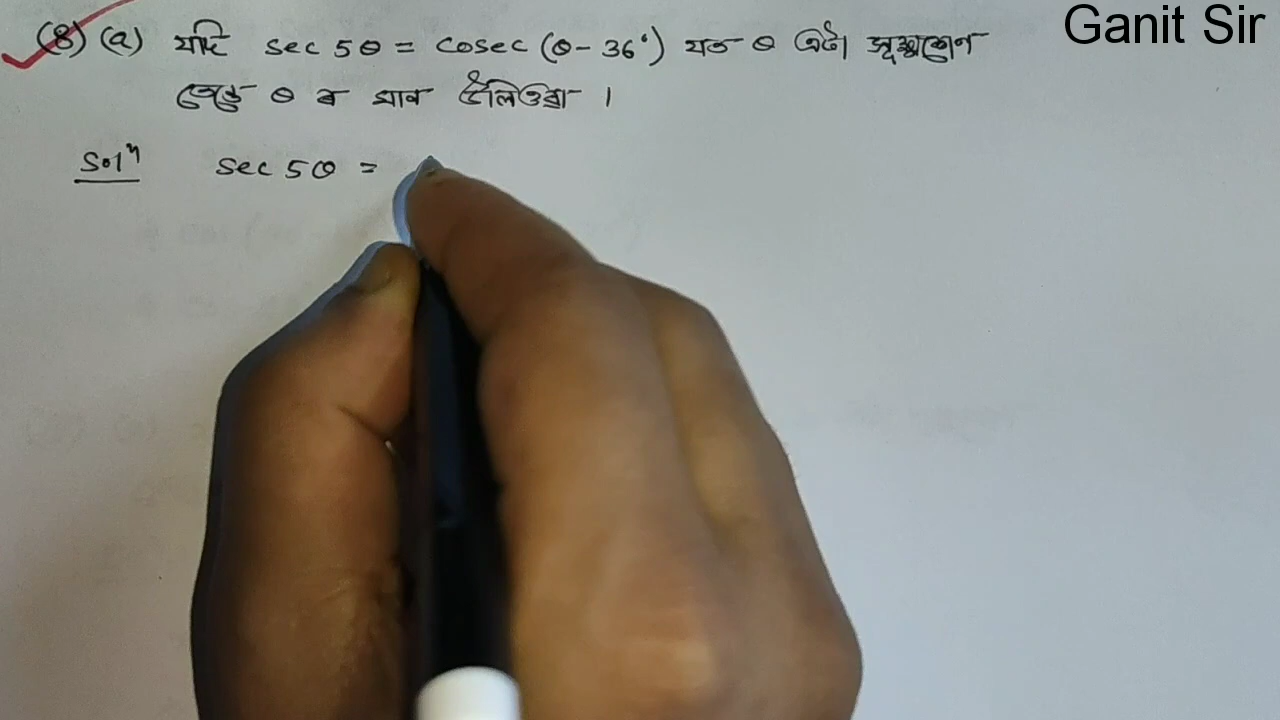 Ganit Sir
(8) (a) যদি sec 5θ = cosec (θ - 36°) যত θ এটা সূক্ষ্মকোণ
তেন্তে θ ৰ মান উলিওৱা ।
Solⁿ sec 5θ =